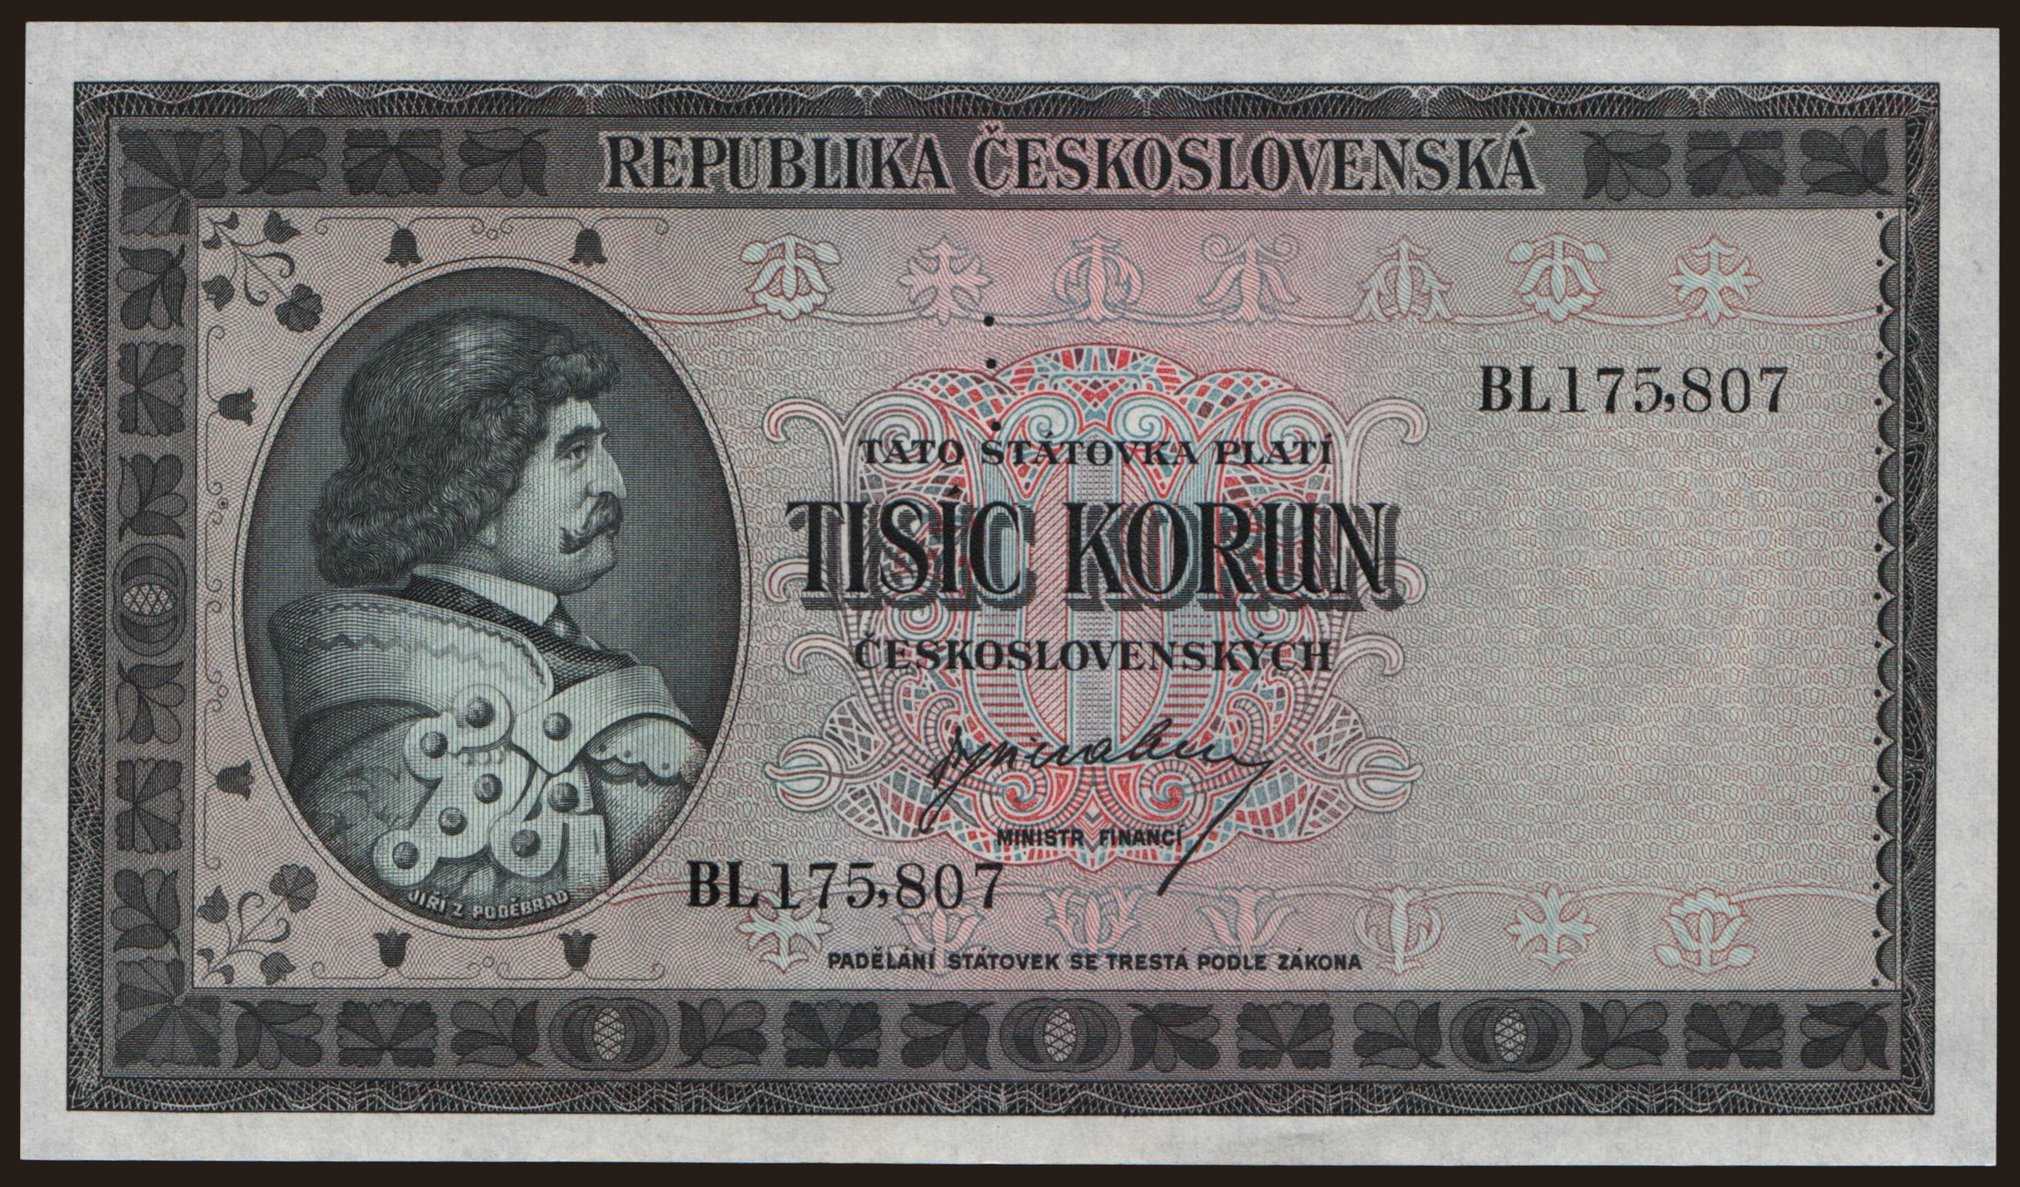 REPUBLIKA ČESKOSLOVENSKÁ
BL175,807
TATO STÁTOVKA PLATÍ
TISÍC KORUN
ČESKOSLOVENSKÝCH
MINISTR FINANCÍ
BL175,807
JIŘÍ Z PODĚBRAD
PADĚLÁNÍ STÁTOVEK SE TRESTÁ PODLE ZÁKONA